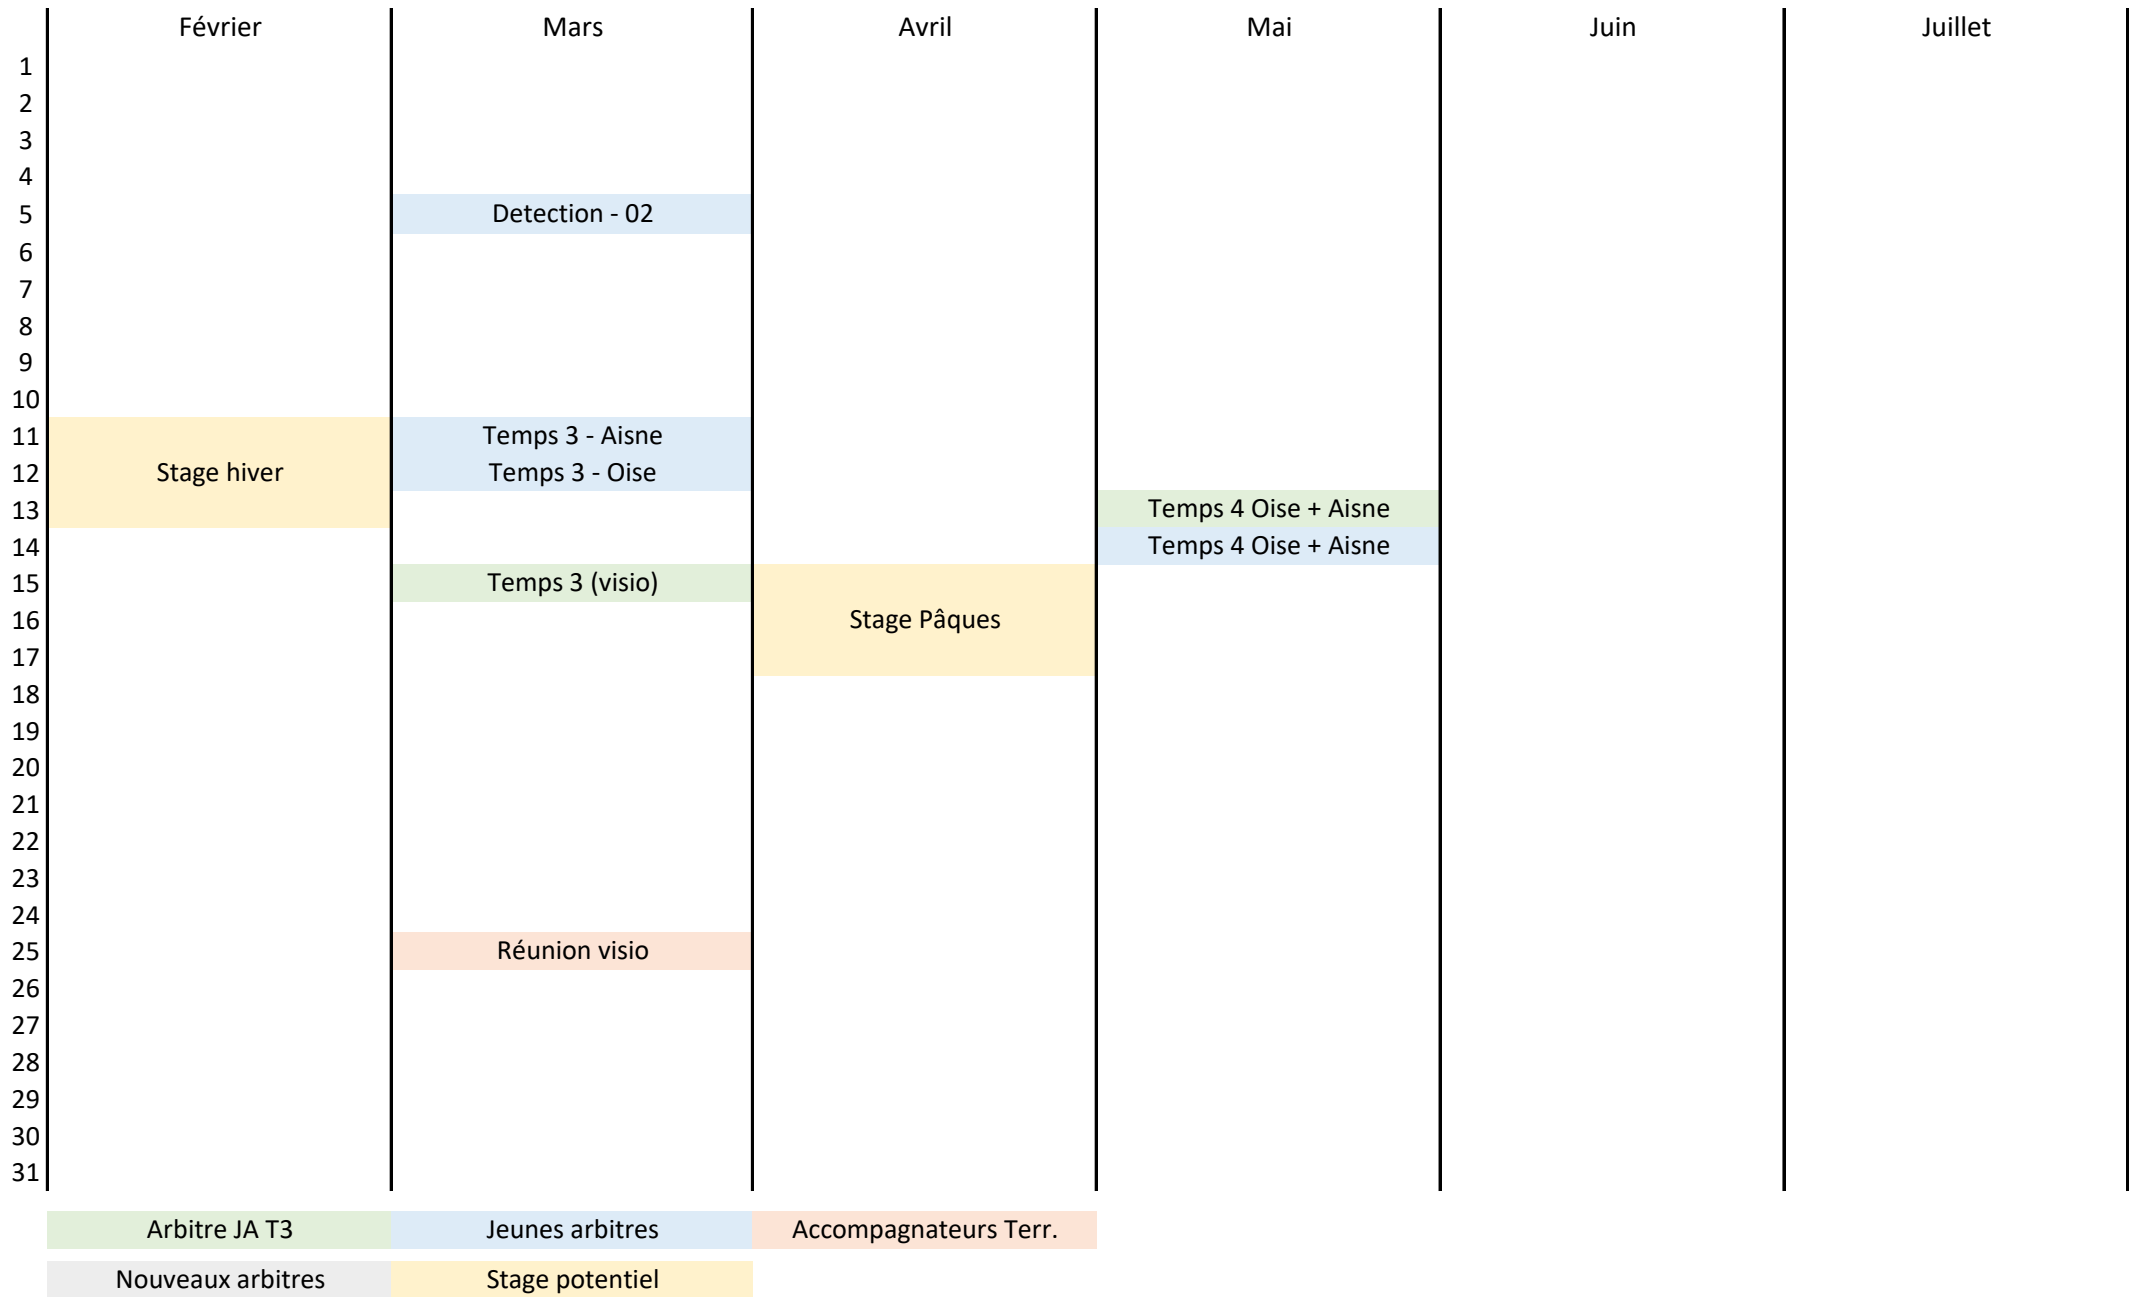 Février Mars Avril Mai Juin Juillet
1
2
3
4
5 Detection - 02
6
7
8
9
10
11 Temps 3 - Aisne
12 Stage hiver Temps 3 - Oise
13 Temps 4 Oise + Aisne
14 Temps 4 Oise + Aisne
15 Temps 3 (visio)
16 Stage Pâques
17
18
19
20
21
22
23
24
25 Réunion visio
26
27
28
29
30
31
Arbitre JA T3 Jeunes arbitres Accompagnateurs Terr.
Nouveaux arbitres Stage potentiel